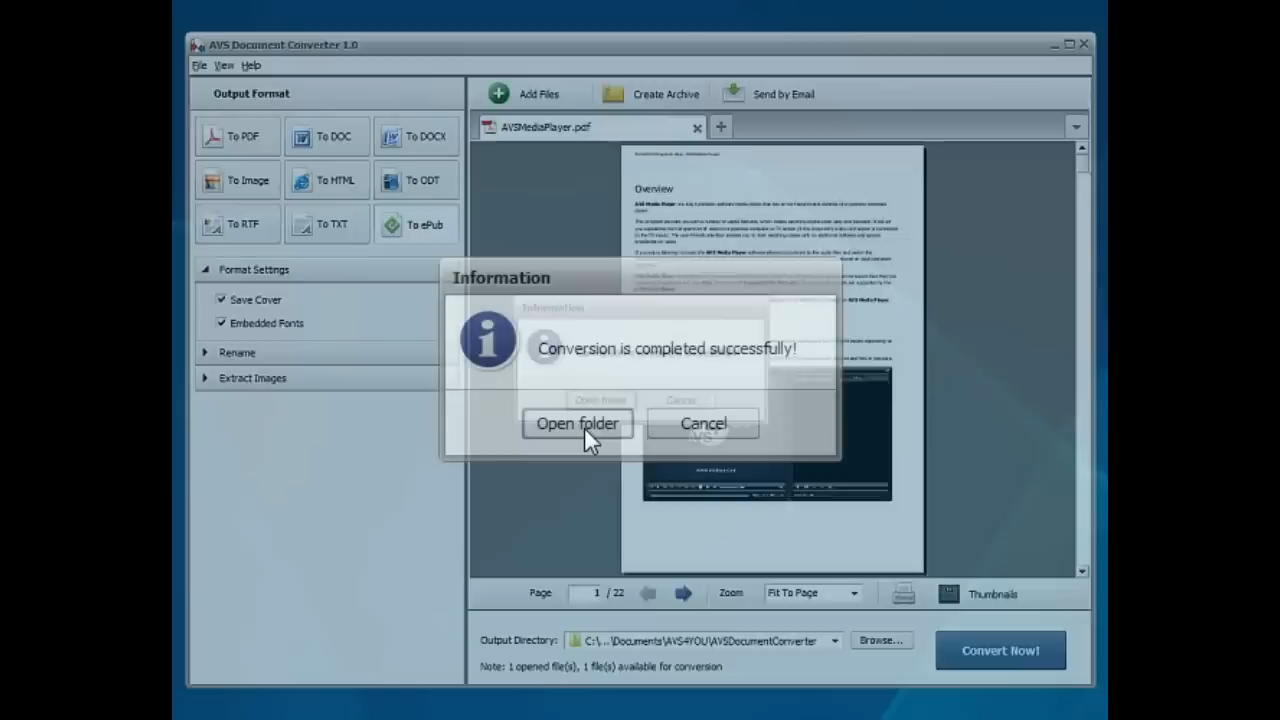 AVS Document Converter 1.0
File View Help
Output Format
Add Files
Create Archive
Send by Email
To PDF
To DOC
To DOCX
AVSMediaPlayer.pdf
To Image
To HTML
To ODT
To RTF
To TXT
To ePub
Overview
Format Settings
Save Cover
Embedded Fonts
Rename
Extract Images
Information
Information
Conversion is completed successfully!
Open folder
Cancel
Open folder
Cancel
Page
1 / 22
Zoom
Fit To Page
Thumbnails
Output Directory:
C:\...\Documents\AVS4YOU\AVSDocumentConverter
Browse...
Convert Now!
Note: 1 opened file(s), 1 file(s) available for conversion